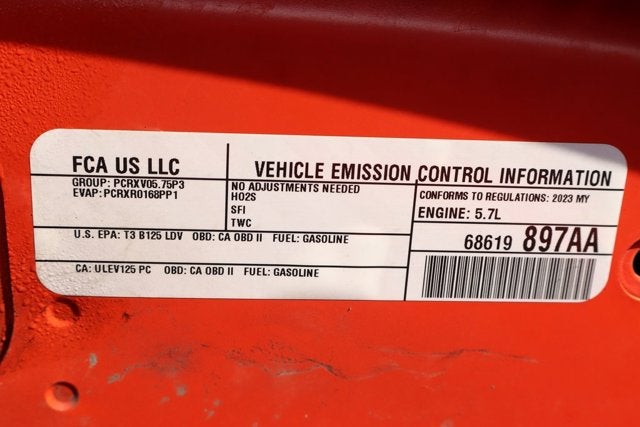 FCA US LLC
VEHICLE EMISSION CONTROL INFORMATION
GROUP: PCRXV05.75P3
EVAP: PCRXR0168PP1
NO ADJUSTMENTS NEEDED
HO2S
SFI
TWC
CONFORMS TO REGULATIONS: 2023 MY
ENGINE: 5.7L
U.S. EPA: T3 B125 LDV OBD: CA OBD II FUEL: GASOLINE
68619 897AA
CA: ULEV125 PC OBD: CA OBD II FUEL: GASOLINE